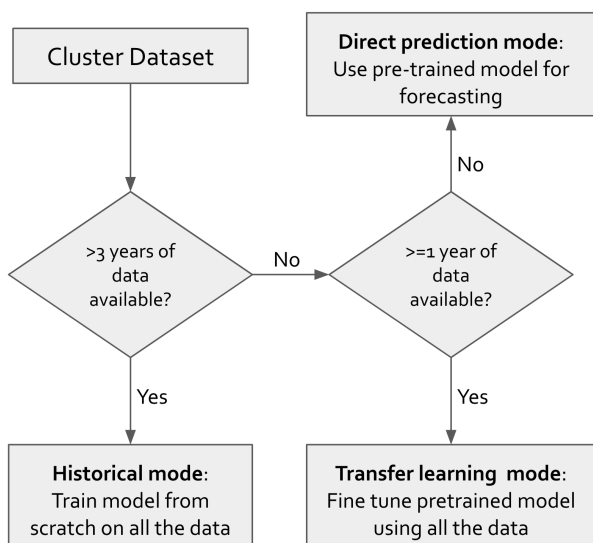 Cluster Dataset
Direct prediction mode:
Use pre-trained model for
forecasting
No
>3 years of
data
available?
No
>=1 year of
data
available?
Yes
Yes
Historical mode:
Train model from
scratch on all the data
Transfer learning mode:
Fine tune pretrained model
using all the data